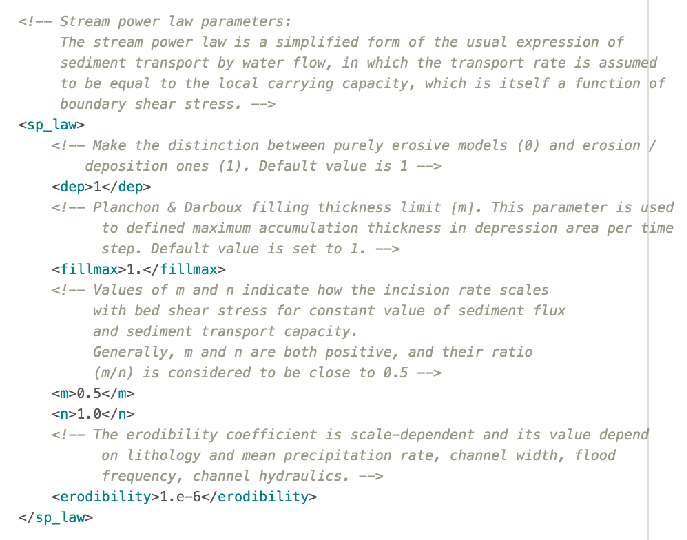 <!-- Stream power law parameters:
The stream power law is a simplified form of the usual expression of
sediment transport by water flow, in which the transport rate is assumed
to be equal to the local carrying capacity, which is itself a function of
boundary shear stress. -->
<sp_law>
<!-- Make the distinction between purely erosive models (0) and erosion /
deposition ones (1). Default value is 1 -->
<dep>1</dep>
<!-- Planchon & Darboux filling thickness limit [m]. This parameter is used
to defined maximum accumulation thickness in depression area per time
step. Default value is set to 1. -->
<fillmax>1.</fillmax>
<!-- Values of m and n indicate how the incision rate scales
with bed shear stress for constant value of sediment flux
and sediment transport capacity.
Generally, m and n are both positive, and their ratio
(m/n) is considered to be close to 0.5 -->
<m>0.5</m>
<n>1.0</n>
<!-- The erodibility coefficient is scale-dependent and its value depend
on lithology and mean precipitation rate, channel width, flood
frequency, channel hydraulics. -->
<erodibility>1.e-6</erodibility>
</sp_law>